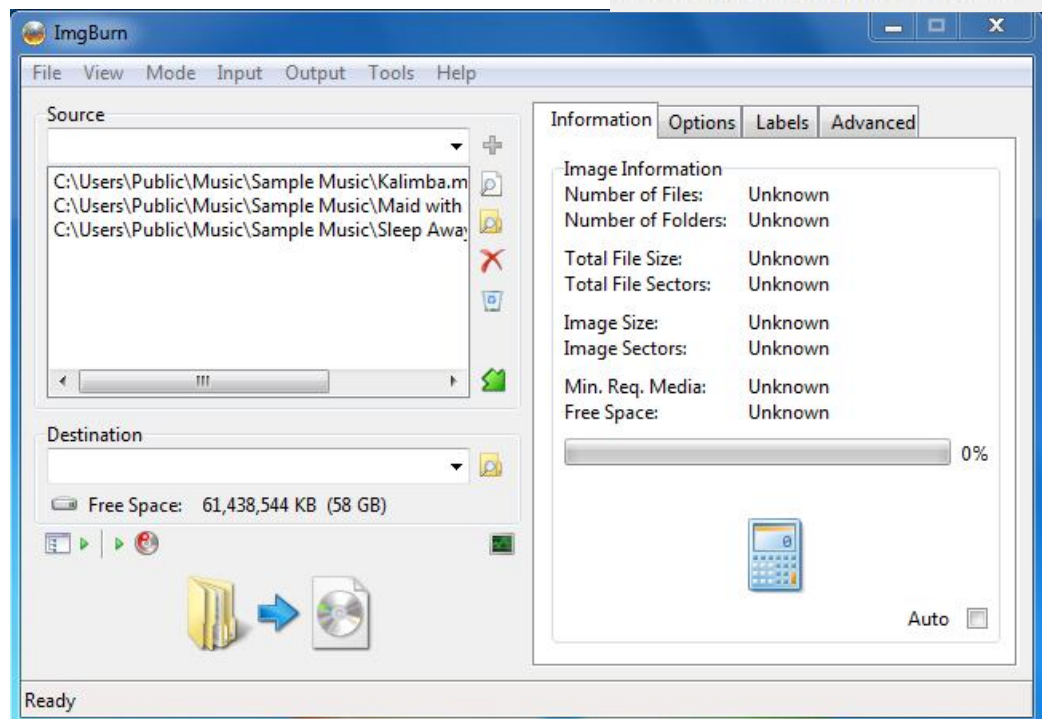 ImgBurn
File View Mode Input Output Tools Help
Source
C:\Users\Public\Music\Sample Music\Kalimba.m
C:\Users\Public\Music\Sample Music\Maid with
C:\Users\Public\Music\Sample Music\Sleep Away
Destination
Free Space: 61,438,544 KB (58 GB)
Information Options Labels Advanced
Image Information
Number of Files: Unknown
Number of Folders: Unknown
Total File Size: Unknown
Total File Sectors: Unknown
Image Size: Unknown
Image Sectors: Unknown
Min. Req. Media: Unknown
Free Space: Unknown
0%
0
Auto
Ready